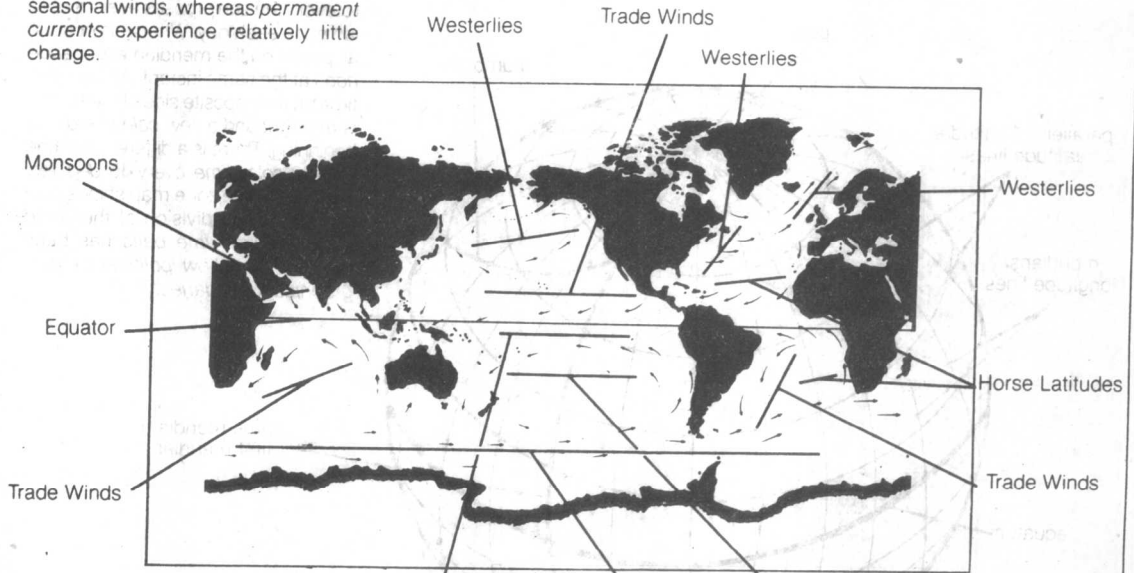 seasonal winds, whereas permanent
currents experience relatively little
change.
Westerlies
Trade Winds
Westerlies
Monsoons
Westerlies
Equator
Horse Latitudes
Trade Winds
Trade Winds